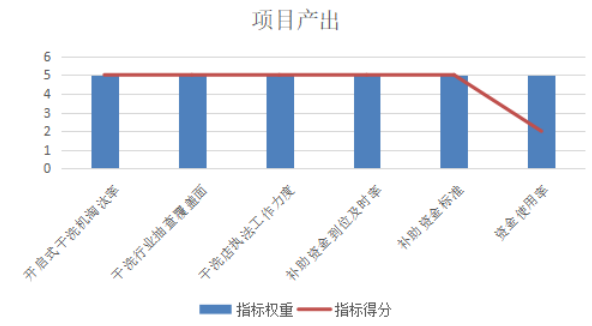 项目产出
6
5
4
3
2
1
0
开启式干洗机淘汰率
干洗行业抽查覆盖面
干洗店执法工作力度
补助资金到位及时率
补助资金标准
资金使用率
指标权重 指标得分